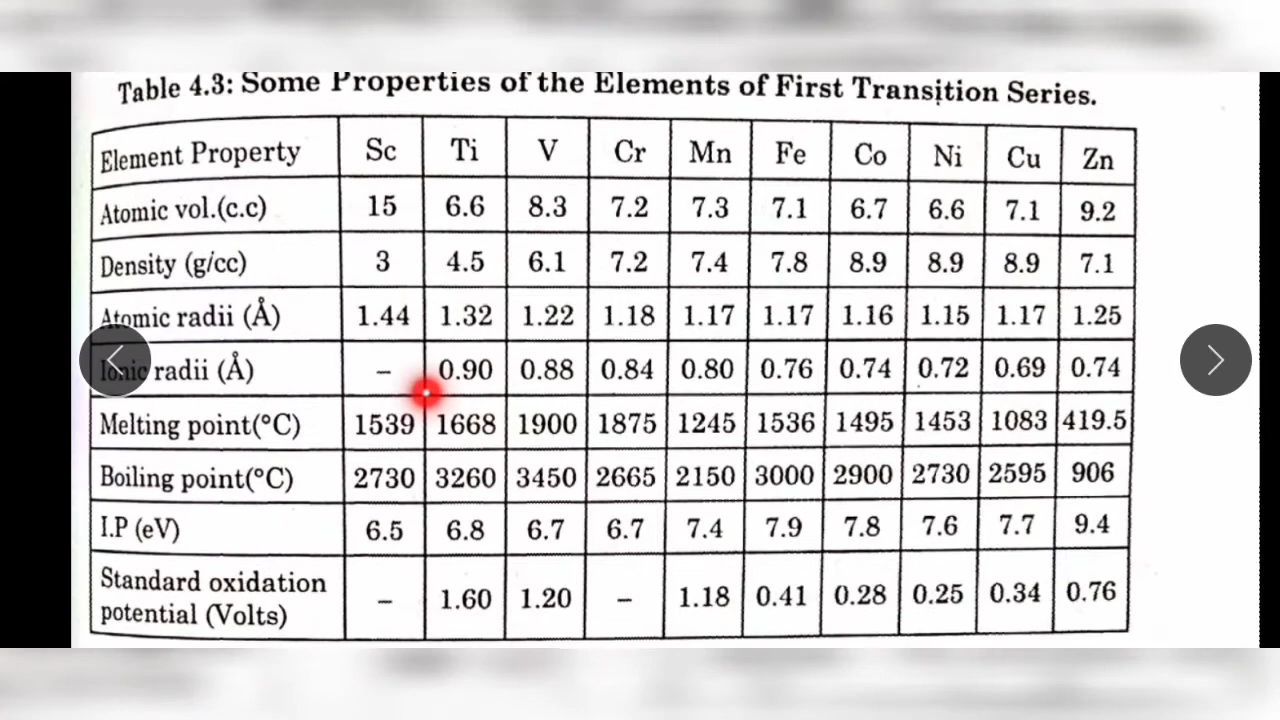 Table 4.3: Some Properties of the Elements of First Transition Series.
Element Property Sc Ti V Cr Mn Fe Co Ni Cu Zn
Atomic vol.(c.c) 15 6.6 8.3 7.2 7.3 7.1 6.7 6.6 7.1 9.2
Density (g/cc) 3 4.5 6.1 7.2 7.4 7.8 8.9 8.9 8.9 7.1
Atomic radii (Å) 1.44 1.32 1.22 1.18 1.17 1.17 1.16 1.15 1.17 1.25
Ionic radii (Å) – 0.90 0.88 0.84 0.80 0.76 0.74 0.72 0.69 0.74
Melting point(°C) 1539 1668 1900 1875 1245 1536 1495 1453 1083 419.5
Boiling point(°C) 2730 3260 3450 2665 2150 3000 2900 2730 2595 906
I.P (eV) 6.5 6.8 6.7 6.7 7.4 7.9 7.8 7.6 7.7 9.4
Standard oxidation
potential (Volts) – 1.60 1.20 – 1.18 0.41 0.28 0.25 0.34 0.76